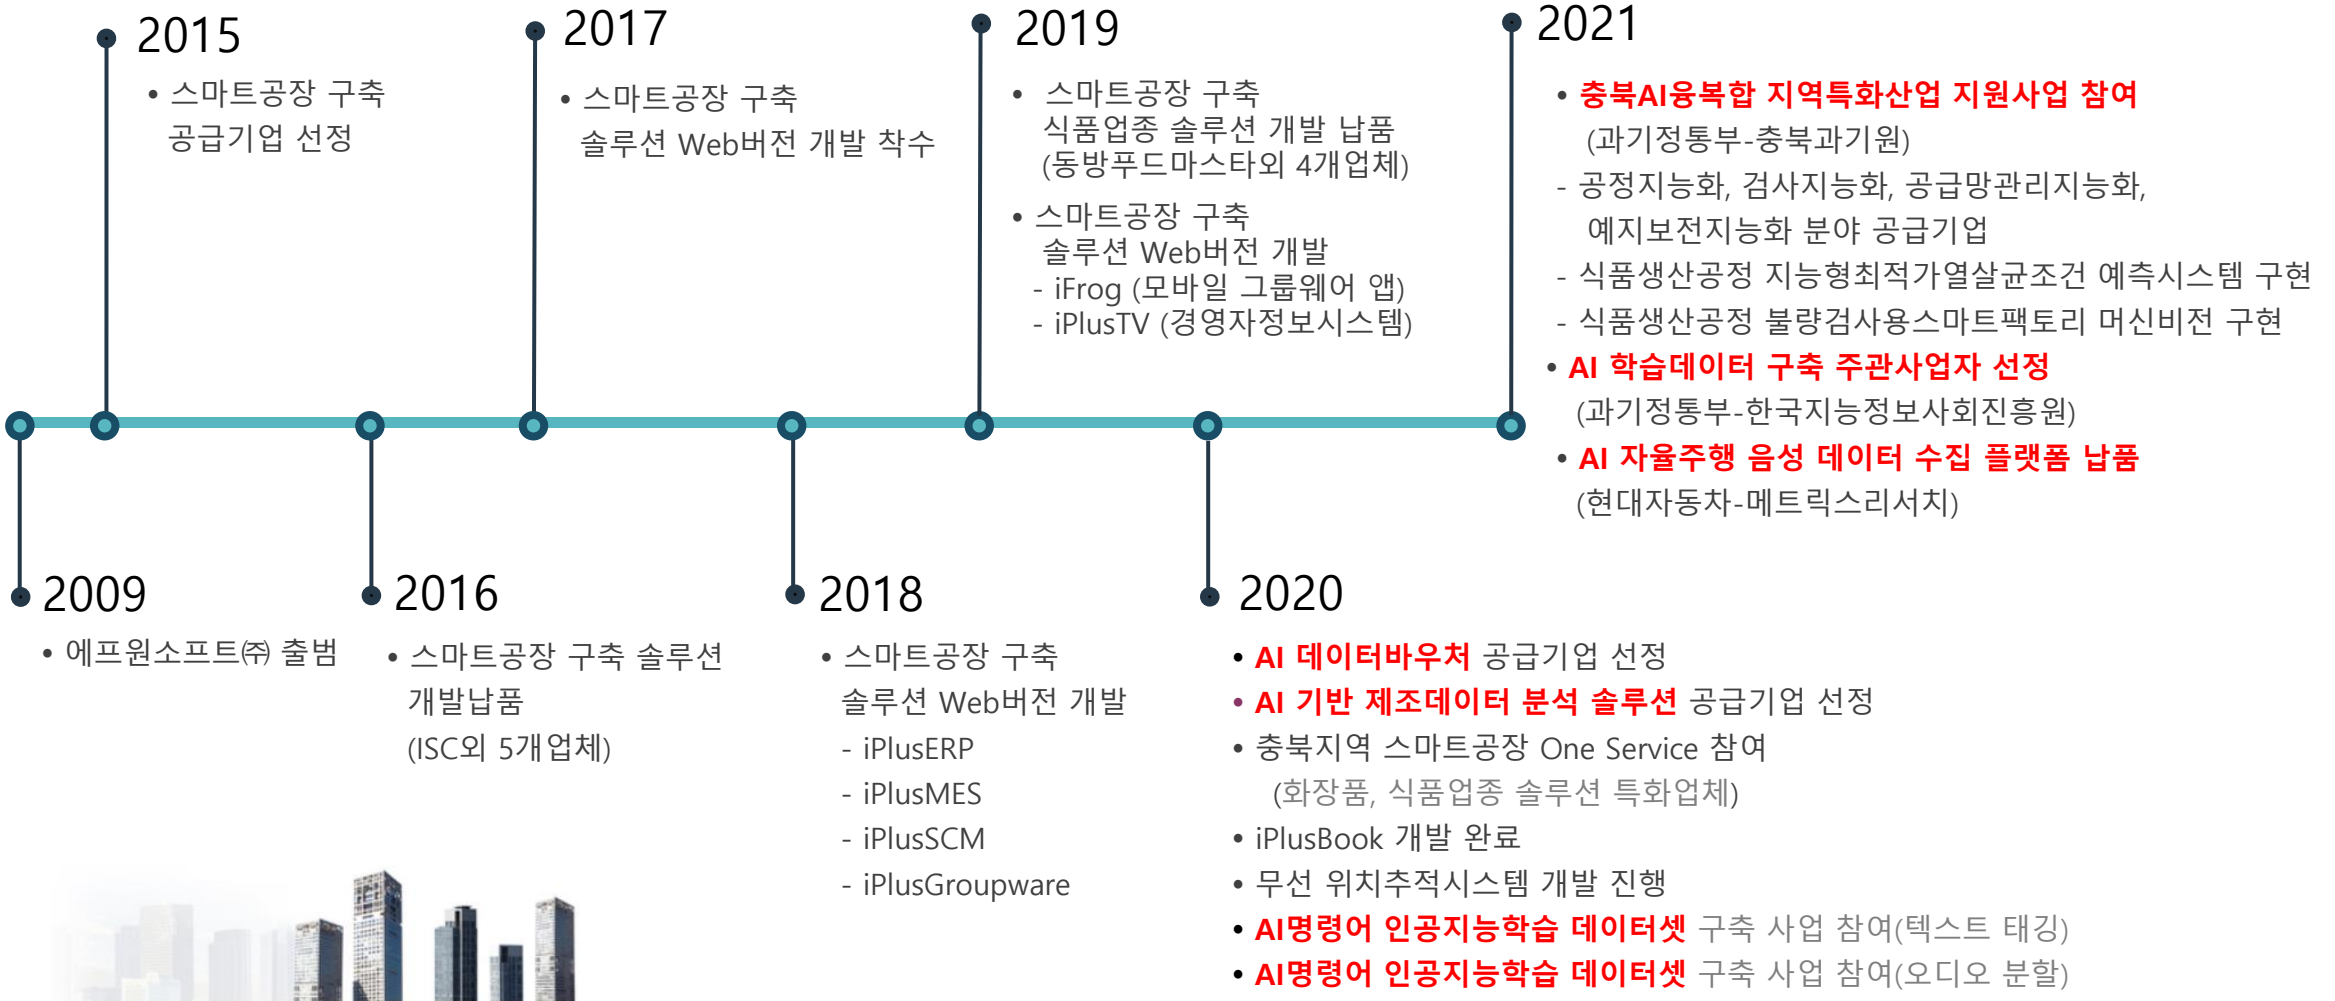 2015
• 스마트공장 구축
공급기업 선정
2017
• 스마트공장 구축
솔루션 Web버전 개발 착수
2019
• 스마트공장 구축
식품업종 솔루션 개발 납품
(동방푸드마스타외 4개업체)
• 스마트공장 구축
솔루션 Web버전 개발
- iFrog (모바일 그룹웨어 앱)
- iPlusTV (경영자정보시스템)
2021
• 충북AI융복합 지역특화산업 지원사업 참여
(과기정통부-충북과기원)
- 공정지능화, 검사지능화, 공급망관리지능화,
예지보전지능화 분야 공급기업
- 식품생산공정 지능형최적가열살균조건 예측시스템 구현
- 식품생산공정 불량검사용스마트팩토리 머신비전 구현
• AI 학습데이터 구축 주관사업자 선정
(과기정통부-한국지능정보사회진흥원)
• AI 자율주행 음성 데이터 수집 플랫폼 납품
(현대자동차-메트릭스리서치)
2009
• 에프원소프트㈜ 출범
2016
• 스마트공장 구축 솔루션
개발납품
(ISC외 5개업체)
2018
• 스마트공장 구축
솔루션 Web버전 개발
- iPlusERP
- iPlusMES
- iPlusSCM
- iPlusGroupware
2020
• AI 데이터바우처 공급기업 선정
• AI 기반 제조데이터 분석 솔루션 공급기업 선정
• 충북지역 스마트공장 One Service 참여
(화장품, 식품업종 솔루션 특화업체)
• iPlusBook 개발 완료
• 무선 위치추적시스템 개발 진행
• AI명령어 인공지능학습 데이터셋 구축 사업 참여(텍스트 태깅)
• AI명령어 인공지능학습 데이터셋 구축 사업 참여(오디오 분할)